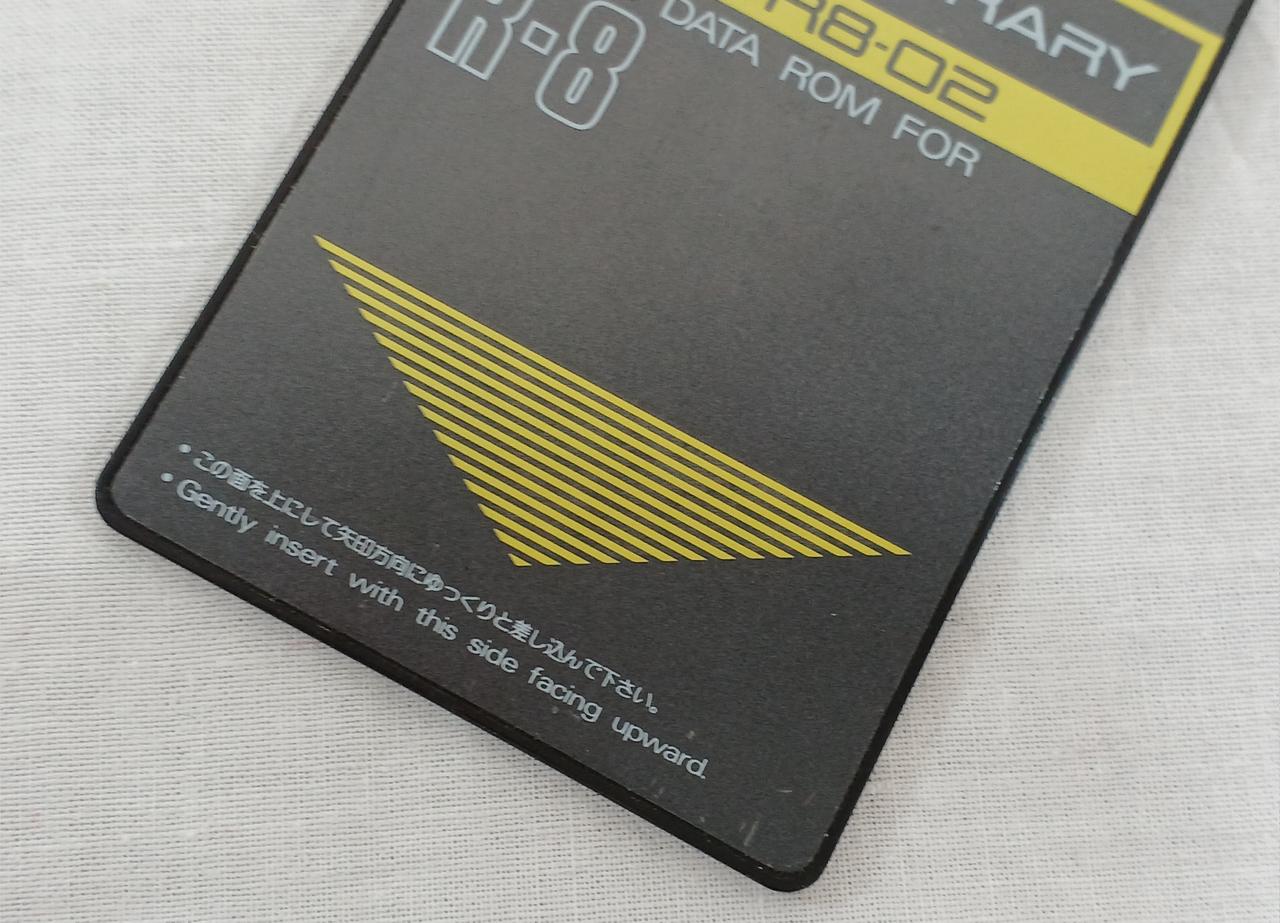 RARY
R8-02
DATA ROM FOR
R-8
• この面を上にして矢印方向にゆっくりと差し込んで下さい。
• Gently insert with this side facing upward.